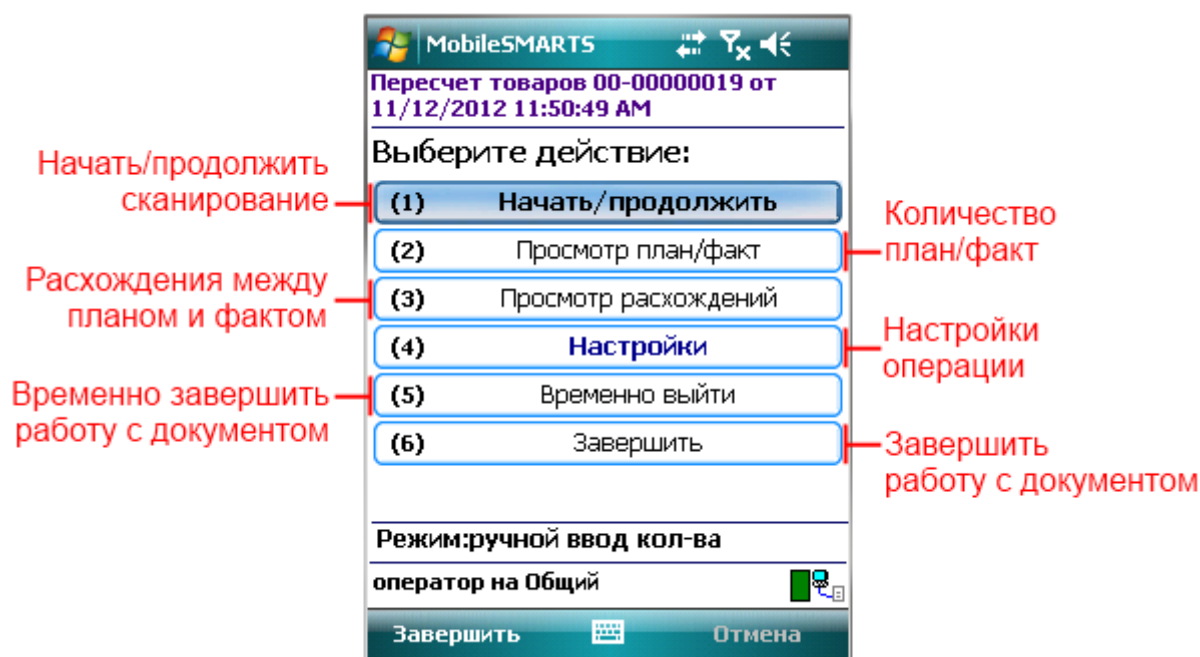 MobileSMARTS
Пересчет товаров 00-00000019 от
11/12/2012 11:50:49 AM
Выберите действие:
Начать/продолжить
сканирование
(1) Начать/продолжить
Количество
план/факт
(2) Просмотр план/факт
Расхождения между
планом и фактом
(3) Просмотр расхождений
Настройки
операции
(4) Настройки
Временно завершить
работу с документом
(5) Временно выйти
(6) Завершить
Завершить
работу с документом
Режим:ручной ввод кол-ва
оператор на Общий
Завершить Отмена